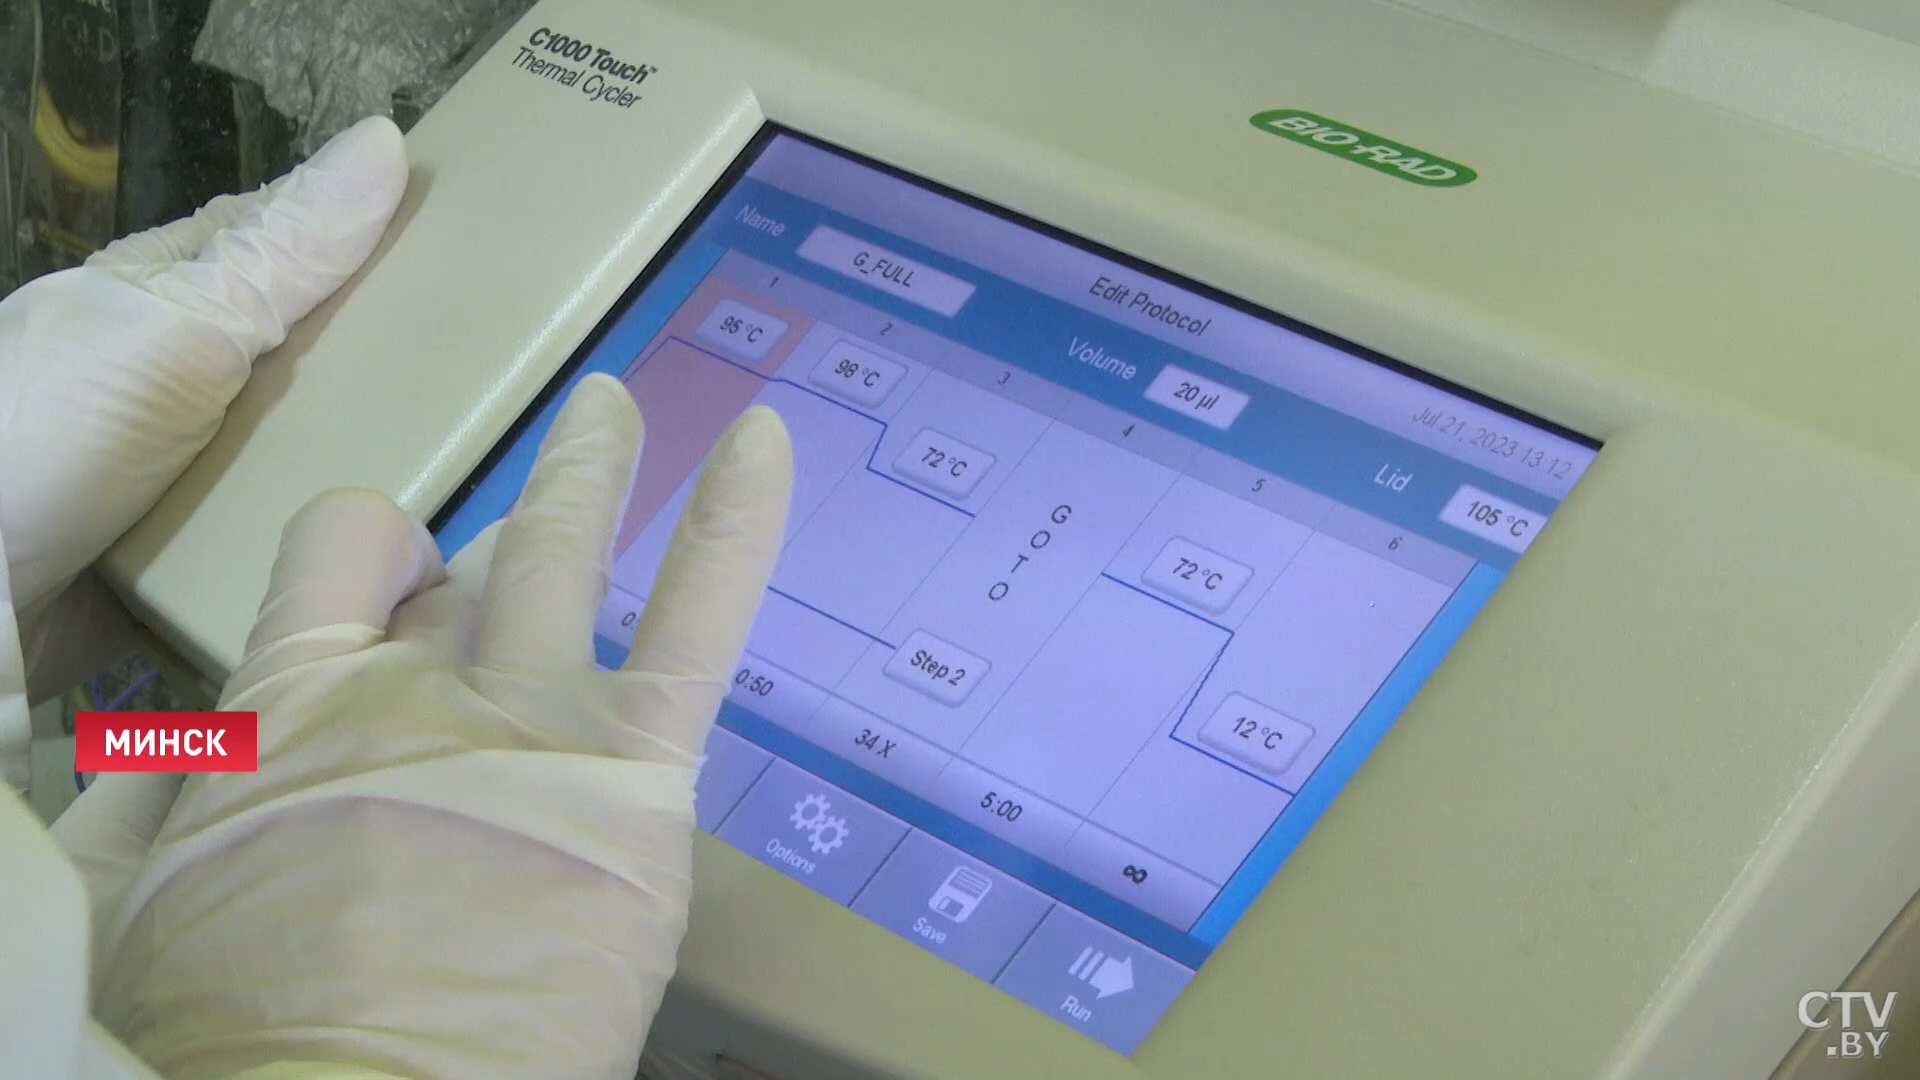 C1000 Touch™
Thermal Cycler
BIO-RAD
Edit Protocol
Jul 21, 2023 13:12
Name
G_FULL
Volume
20 µl
Lid
105 °C
1
2
3
4
5
6
95 °C
98 °C
72 °C
GOTO
72 °C
12 °C
Step 2
0:50
34 X
5:00
∞
Options
Save
Run
МИНСК
CTV
.BY